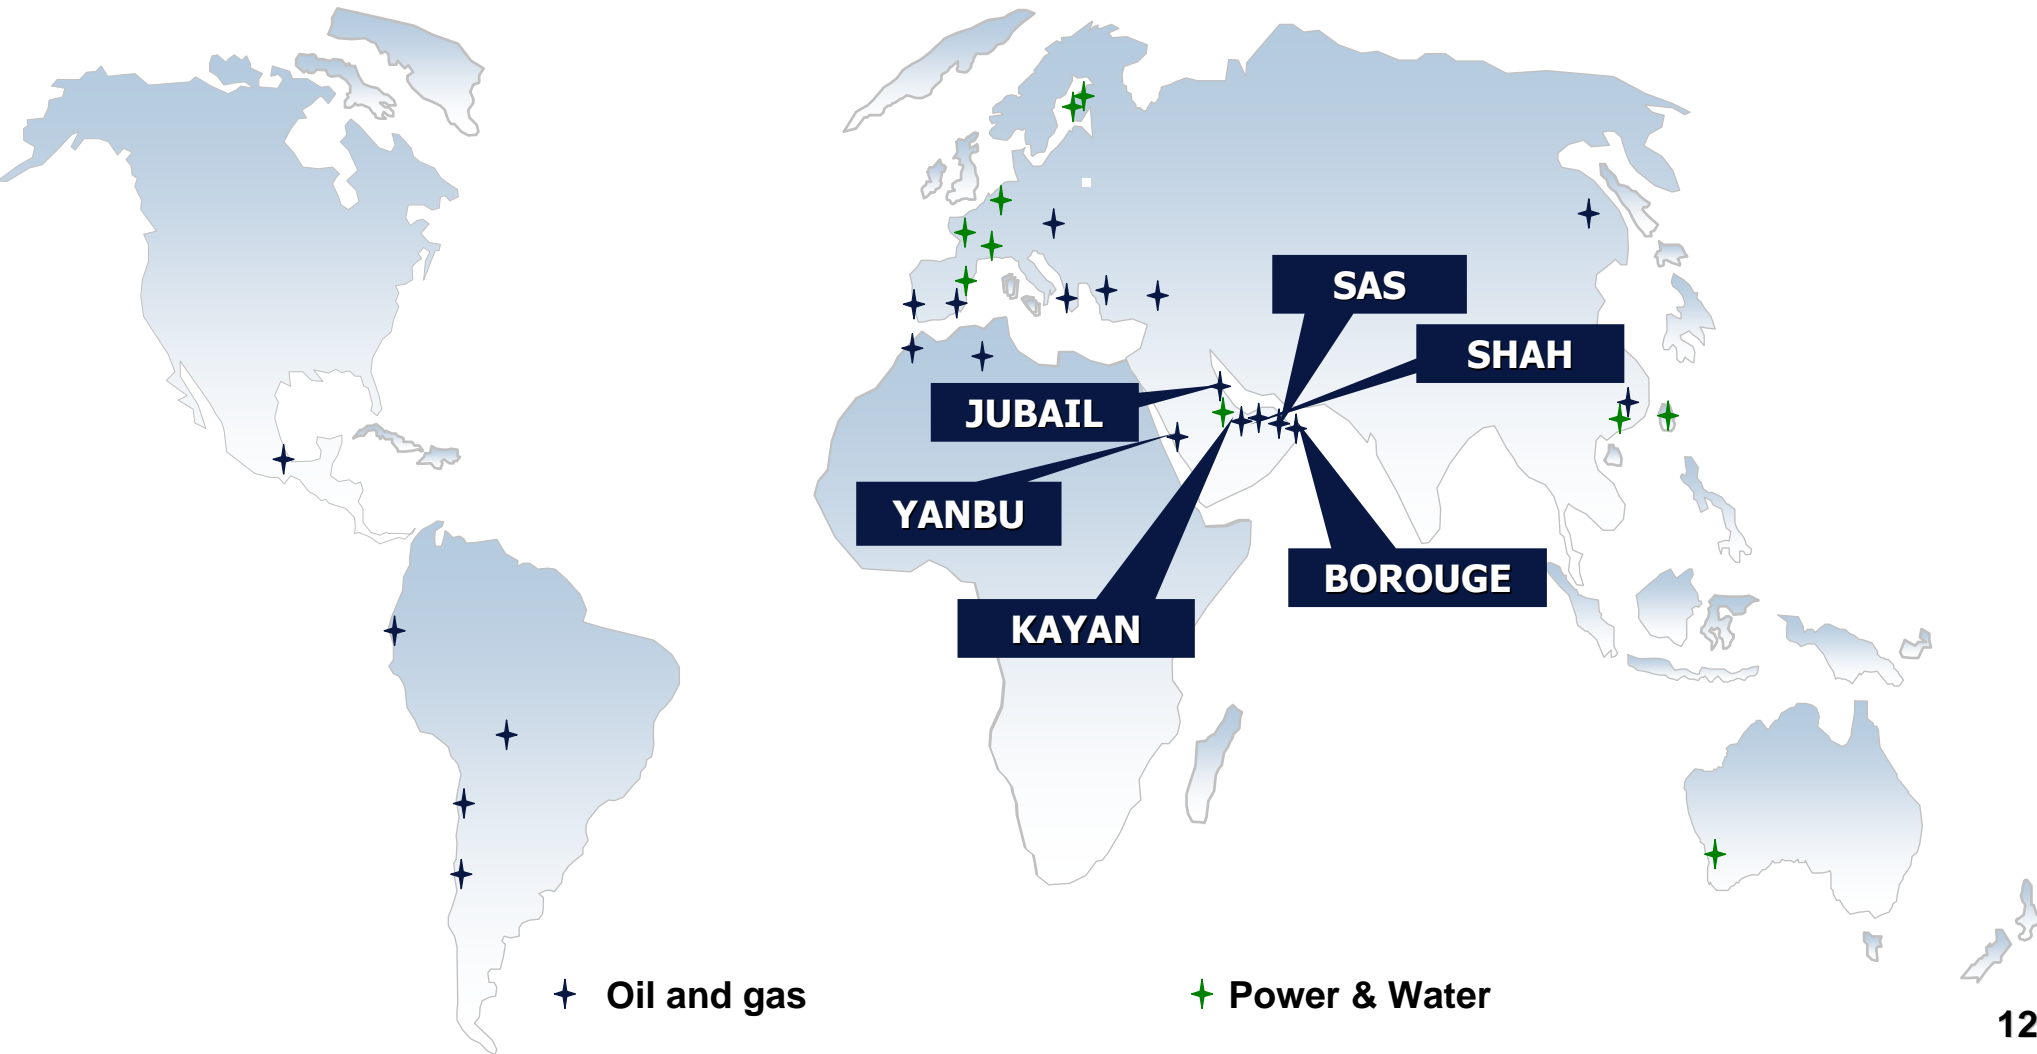 SAS
SHAH
JUBAIL
YANBU
BOROUGE
KAYAN
Oil and gas
Power & Water
12